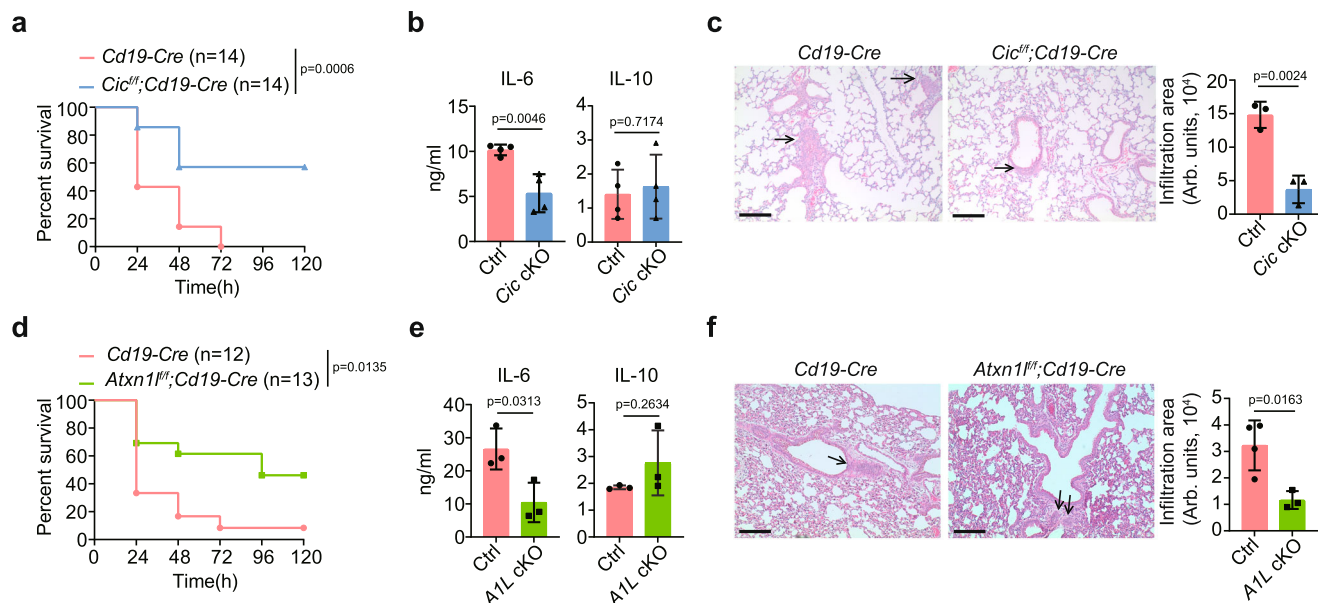 a
Cd19-Cre (n=14)
Cic^f/f;Cd19-Cre (n=14)
p=0.0006
Percent survival
100
80
60
40
20
0
0 24 48 72 96 120
Time(h)
b
IL-6
p=0.0046
ng/ml
15
10
5
0
Ctrl
Cic cKO
IL-10
p=0.7174
4
3
2
1
0
Ctrl
Cic cKO
c
Cd19-Cre
Cic^f/f;Cd19-Cre
Infiltration area
(Arb. units, 10⁴)
p=0.0024
20
15
10
5
0
Ctrl
Cic cKO
d
Cd19-Cre (n=12)
Atxn1l^f/f;Cd19-Cre (n=13)
p=0.0135
Percent survival
100
80
60
40
20
0
0 24 48 72 96 120
Time(h)
e
IL-6
p=0.0313
ng/ml
40
30
20
10
0
Ctrl
A1L cKO
IL-10
p=0.2634
5
4
3
2
1
0
Ctrl
A1L cKO
f
Cd19-Cre
Atxn1l^f/f;Cd19-Cre
Infiltration area
(Arb. units, 10⁴)
p=0.0163
5
4
3
2
1
0
Ctrl
A1L cKO